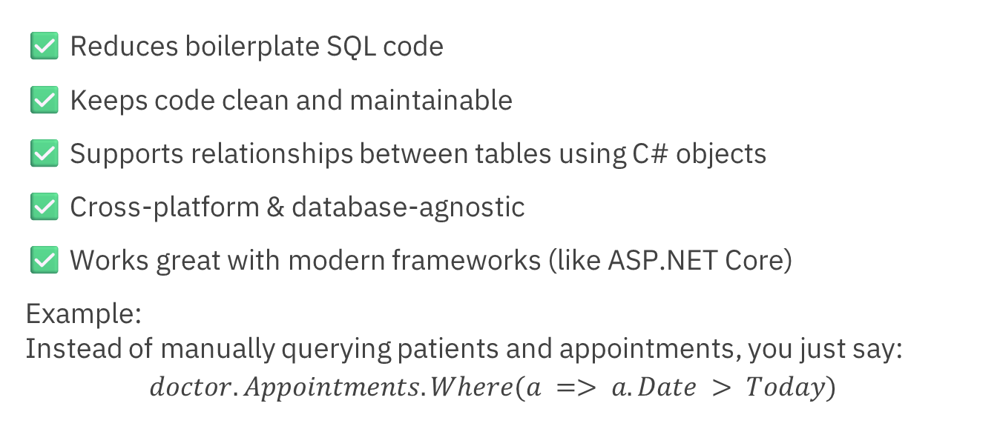 ✅ Reduces boilerplate SQL code
✅ Keeps code clean and maintainable
✅ Supports relationships between tables using C# objects
✅ Cross-platform & database-agnostic
✅ Works great with modern frameworks (like ASP.NET Core)
Example:
Instead of manually querying patients and appointments, you just say:
doctor.Appointments.Where(a => a.Date > Today)